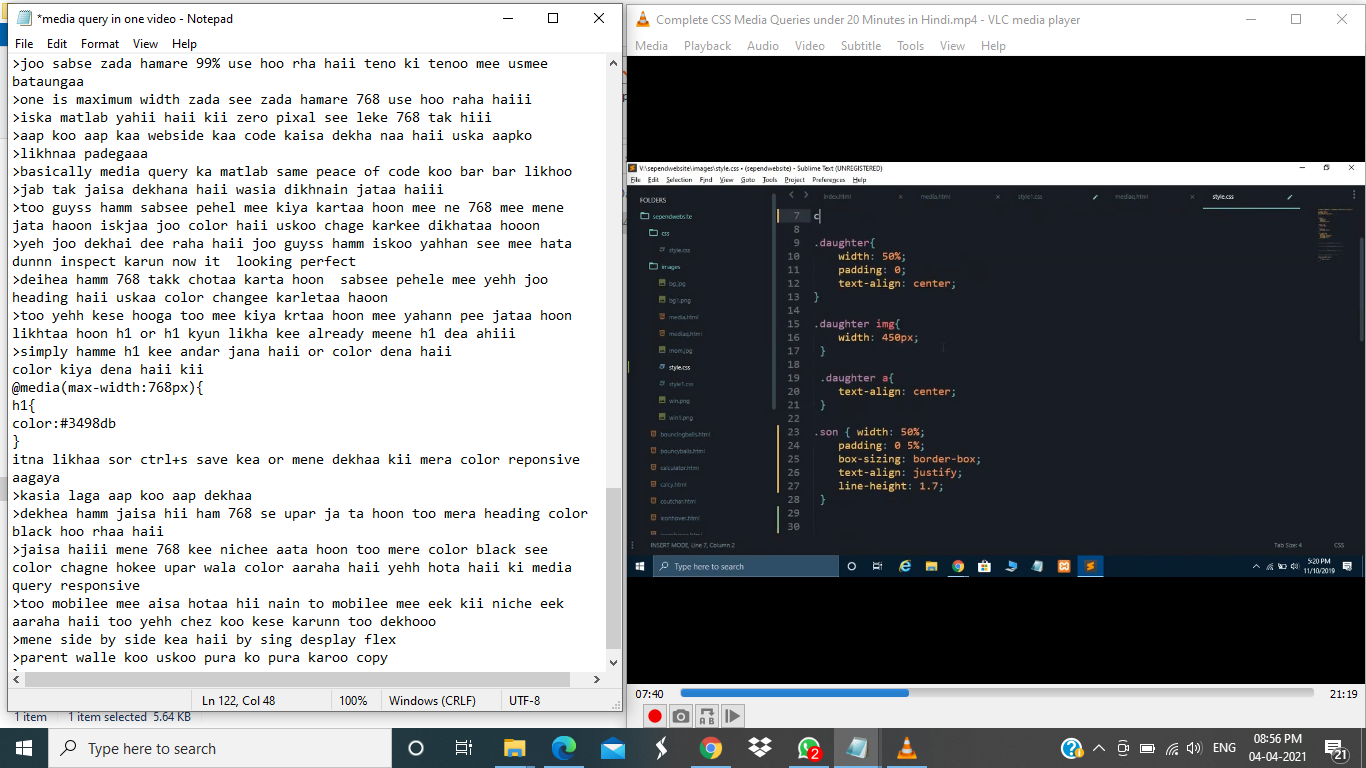 *media query in one video - Notepad
File Edit Format View Help
>joo sabse zada hamare 99% use hoo rha haii teno ki tenoo mee usmee
bataungaa
>one is maximum width zada see zada hamare 768 use hoo raha haiii
>iska matlab yahii haii kii zero pixal see leke 768 tak hiii
>aap koo aap kaa webside kaa code kaisa dekha naa haii uska aapko
>likhnaa padegaaa
>basically media query ka matlab same peace of code koo bar bar likhoo
>jab tak jaisa dekhana haii wasia dikhnain jataa haiii
>too guyss hamm sabsee pehel mee kiya kartaa hoon mee ne 768 mee mene
jata haoon iskjaa joo color haii uskoo chage karkee dikhataa hooon
>yeh joo dekhai dee raha haii joo guyss hamm iskoo yahhan see mee hata
dunnn inspect karun now it  looking perfect
>deihea hamm 768 takk chotaa karta hoon  sabsee pehele mee yehh joo
heading haii uskaa color changee karletaa haoon
>too yehh kese hooga too mee kiya krtaa hoon mee yahann pee jataa hoon
likhtaa hoon h1 or h1 kyun likha kee already meene h1 dea ahiii
>simply hamme h1 kee andar jana haii or color dena haii
color kiya dena haii kii
@media(max-width:768px){
h1{
color:#3498db
}
itna likhaa sor ctrl+s save kea or mene dekhaa kii mera color reponsive
aagaya
>kasia laga aap koo aap dekhaa
>dekhea hamm jaisa hii ham 768 se upar ja ta hoon too mera heading color
black hoo rhaa haii
>jaisa haiii mene 768 kee nichee aata hoon too mere color black see
color chagne hokee upar wala color aaraha haii yehh hota haii ki media
query responsive
>too mobilee mee aisa hotaa hii nain to mobilee mee eek kii niche eek
aaraha haii too yehh chez koo kese karunn too dekhooo
>mene side by side kea haii by sing desplay flex
>parent walle koo uskoo pura ko pura karoo copy
Ln 122, Col 48 100% Windows (CRLF) UTF-8
1 item 1 item selected 5.64 KB
Complete CSS Media Queries under 20 Minutes in Hindi.mp4 - VLC media player
Media Playback Audio Video Subtitle Tools View Help
V:\sependwebsite\images\style.css • (sependwebsite) - Sublime Text (UNREGISTERED)
File Edit Selection Find View Goto Tools Project Preferences Help
FOLDERS
sependwebsite
css
style.css
images
bg.jpg
bg1.png
media.html
mediaq.html
mom.jpg
style.css
style1.css
win.png
win1.png
bouncingballs.html
bouncyballs.html
calculator.html
calcy.html
iconhover.html
index.html media.html style1.css mediaq.html style.css
7 c
8
9 .daughter{
10 width: 50%;
11 padding: 0;
12 text-align: center;
13 }
14
15 .daughter img{
16 width: 450px;
17 }
18
19 .daughter a{
20 text-align: center;
21 }
22
23 .son { width: 50%;
24 padding: 0 5%;
25 box-sizing: border-box;
26 text-align: justify;
27 line-height: 1.7;
28 }
29
30
INSERT MODE, Line 7, Column 2 Tab Size: 4 CSS
Type here to search
5:20 PM
11/10/2019
07:40 21:19
Type here to search
2
ENG
08:56 PM
04-04-2021
21